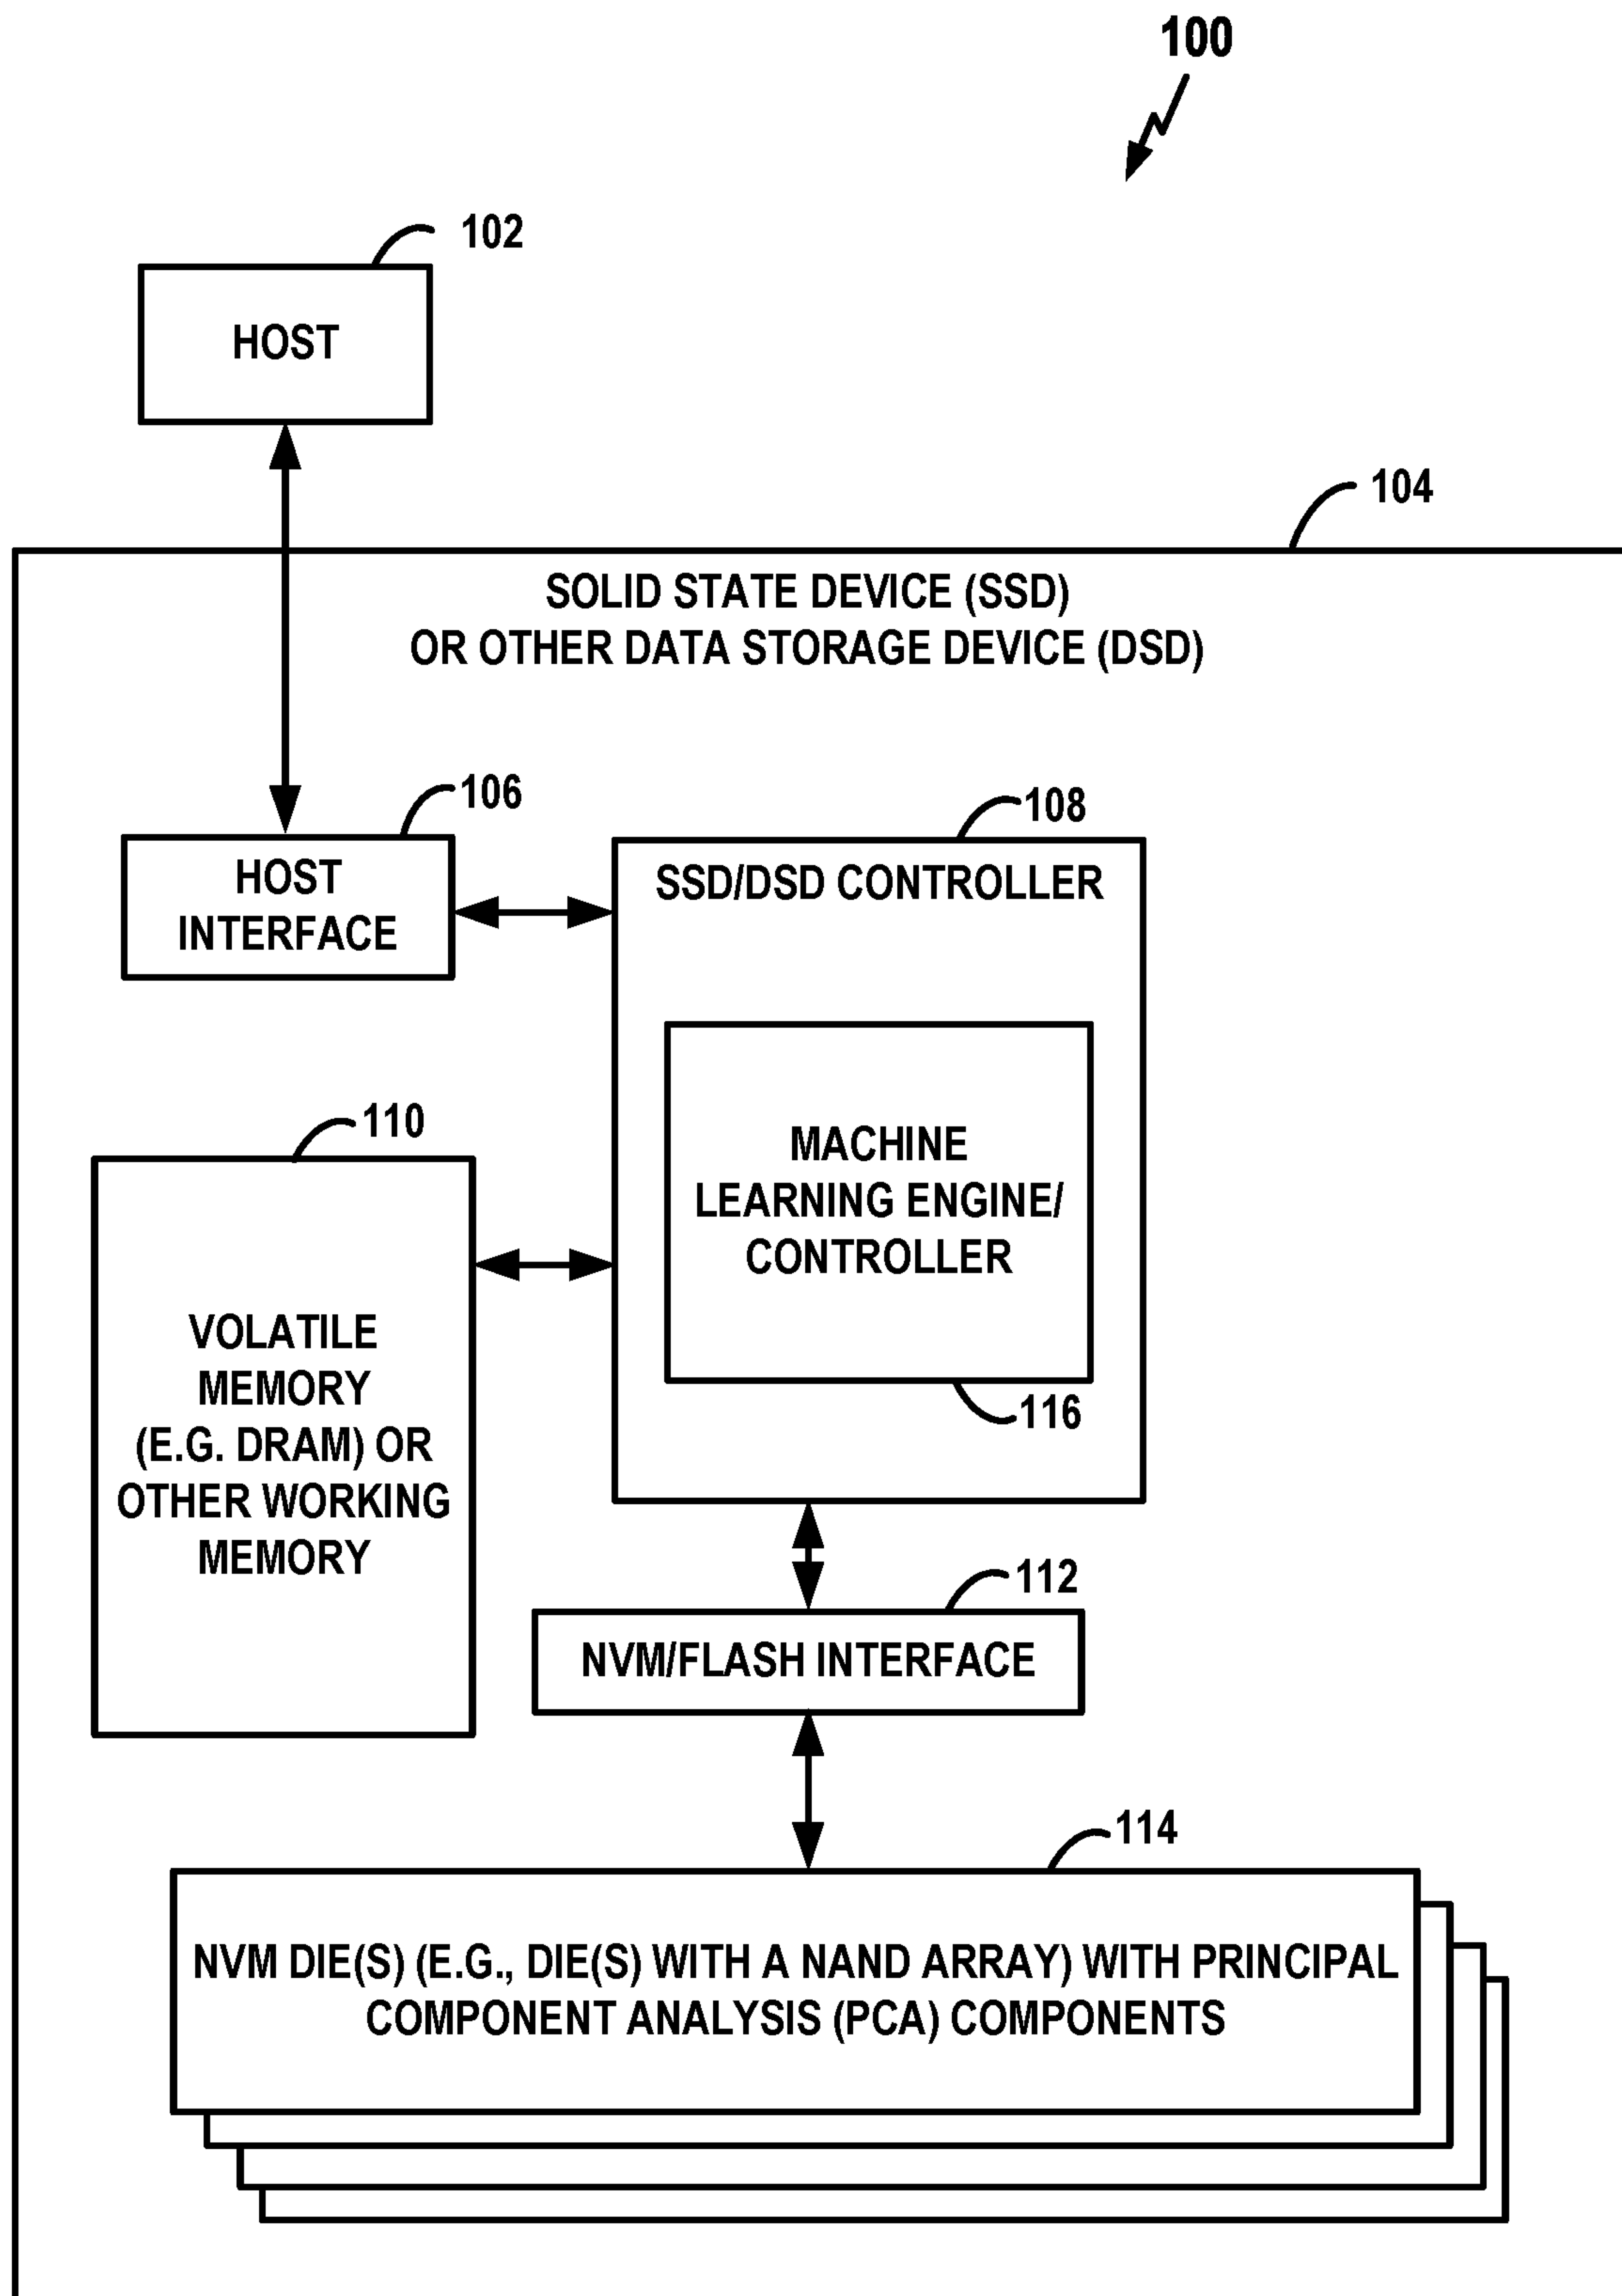 100
102
HOST
104
SOLID STATE DEVICE (SSD)
OR OTHER DATA STORAGE DEVICE (DSD)
106
HOST
INTERFACE
108
SSD/DSD CONTROLLER
MACHINE
LEARNING ENGINE/
CONTROLLER
116
110
VOLATILE
MEMORY
(E.G. DRAM) OR
OTHER WORKING
MEMORY
112
NVM/FLASH INTERFACE
114
NVM DIE(S) (E.G., DIE(S) WITH A NAND ARRAY) WITH PRINCIPAL
COMPONENT ANALYSIS (PCA) COMPONENTS